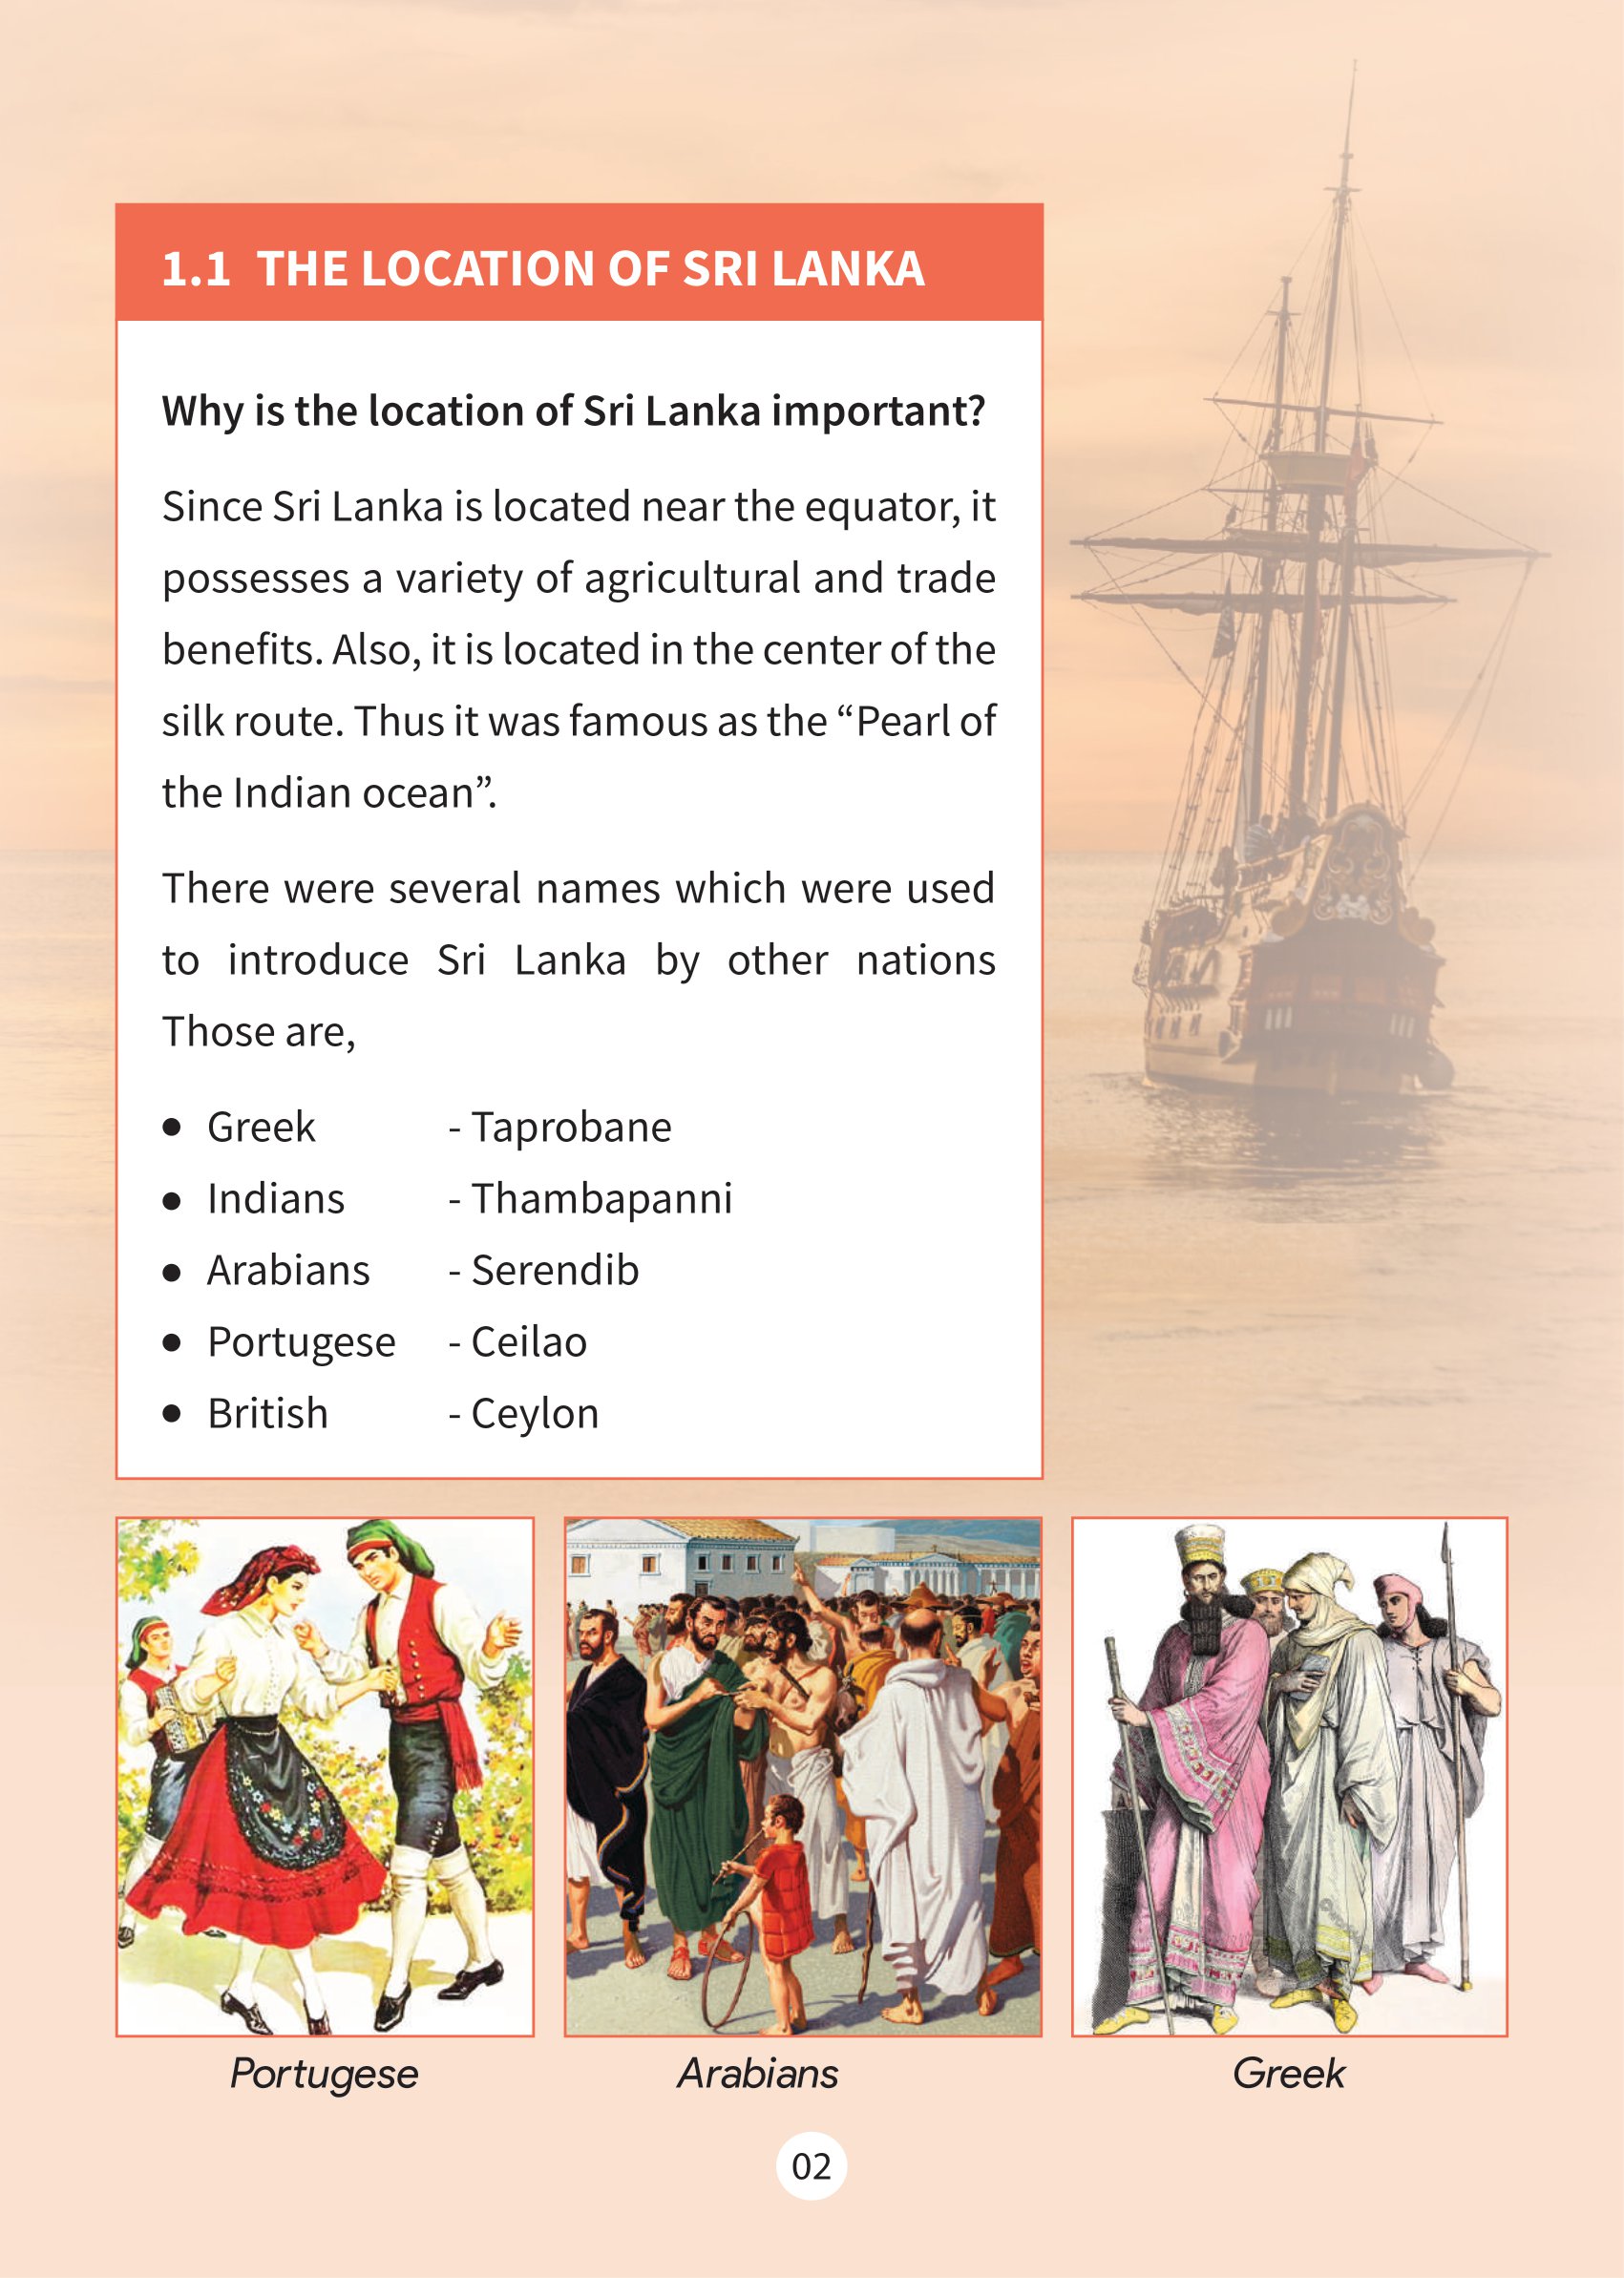 1.1 THE LOCATION OF SRI LANKA
Why is the location of Sri Lanka important?
Since Sri Lanka is located near the equator, it
possesses a variety of agricultural and trade
benefits. Also, it is located in the center of the
silk route. Thus it was famous as the “Pearl of
the Indian ocean”.
There were several names which were used
to introduce Sri Lanka by other nations
Those are,
● Greek - Taprobane
● Indians - Thambapanni
● Arabians - Serendib
● Portugese - Ceilao
● British - Ceylon
Portugese
Arabians
Greek
02